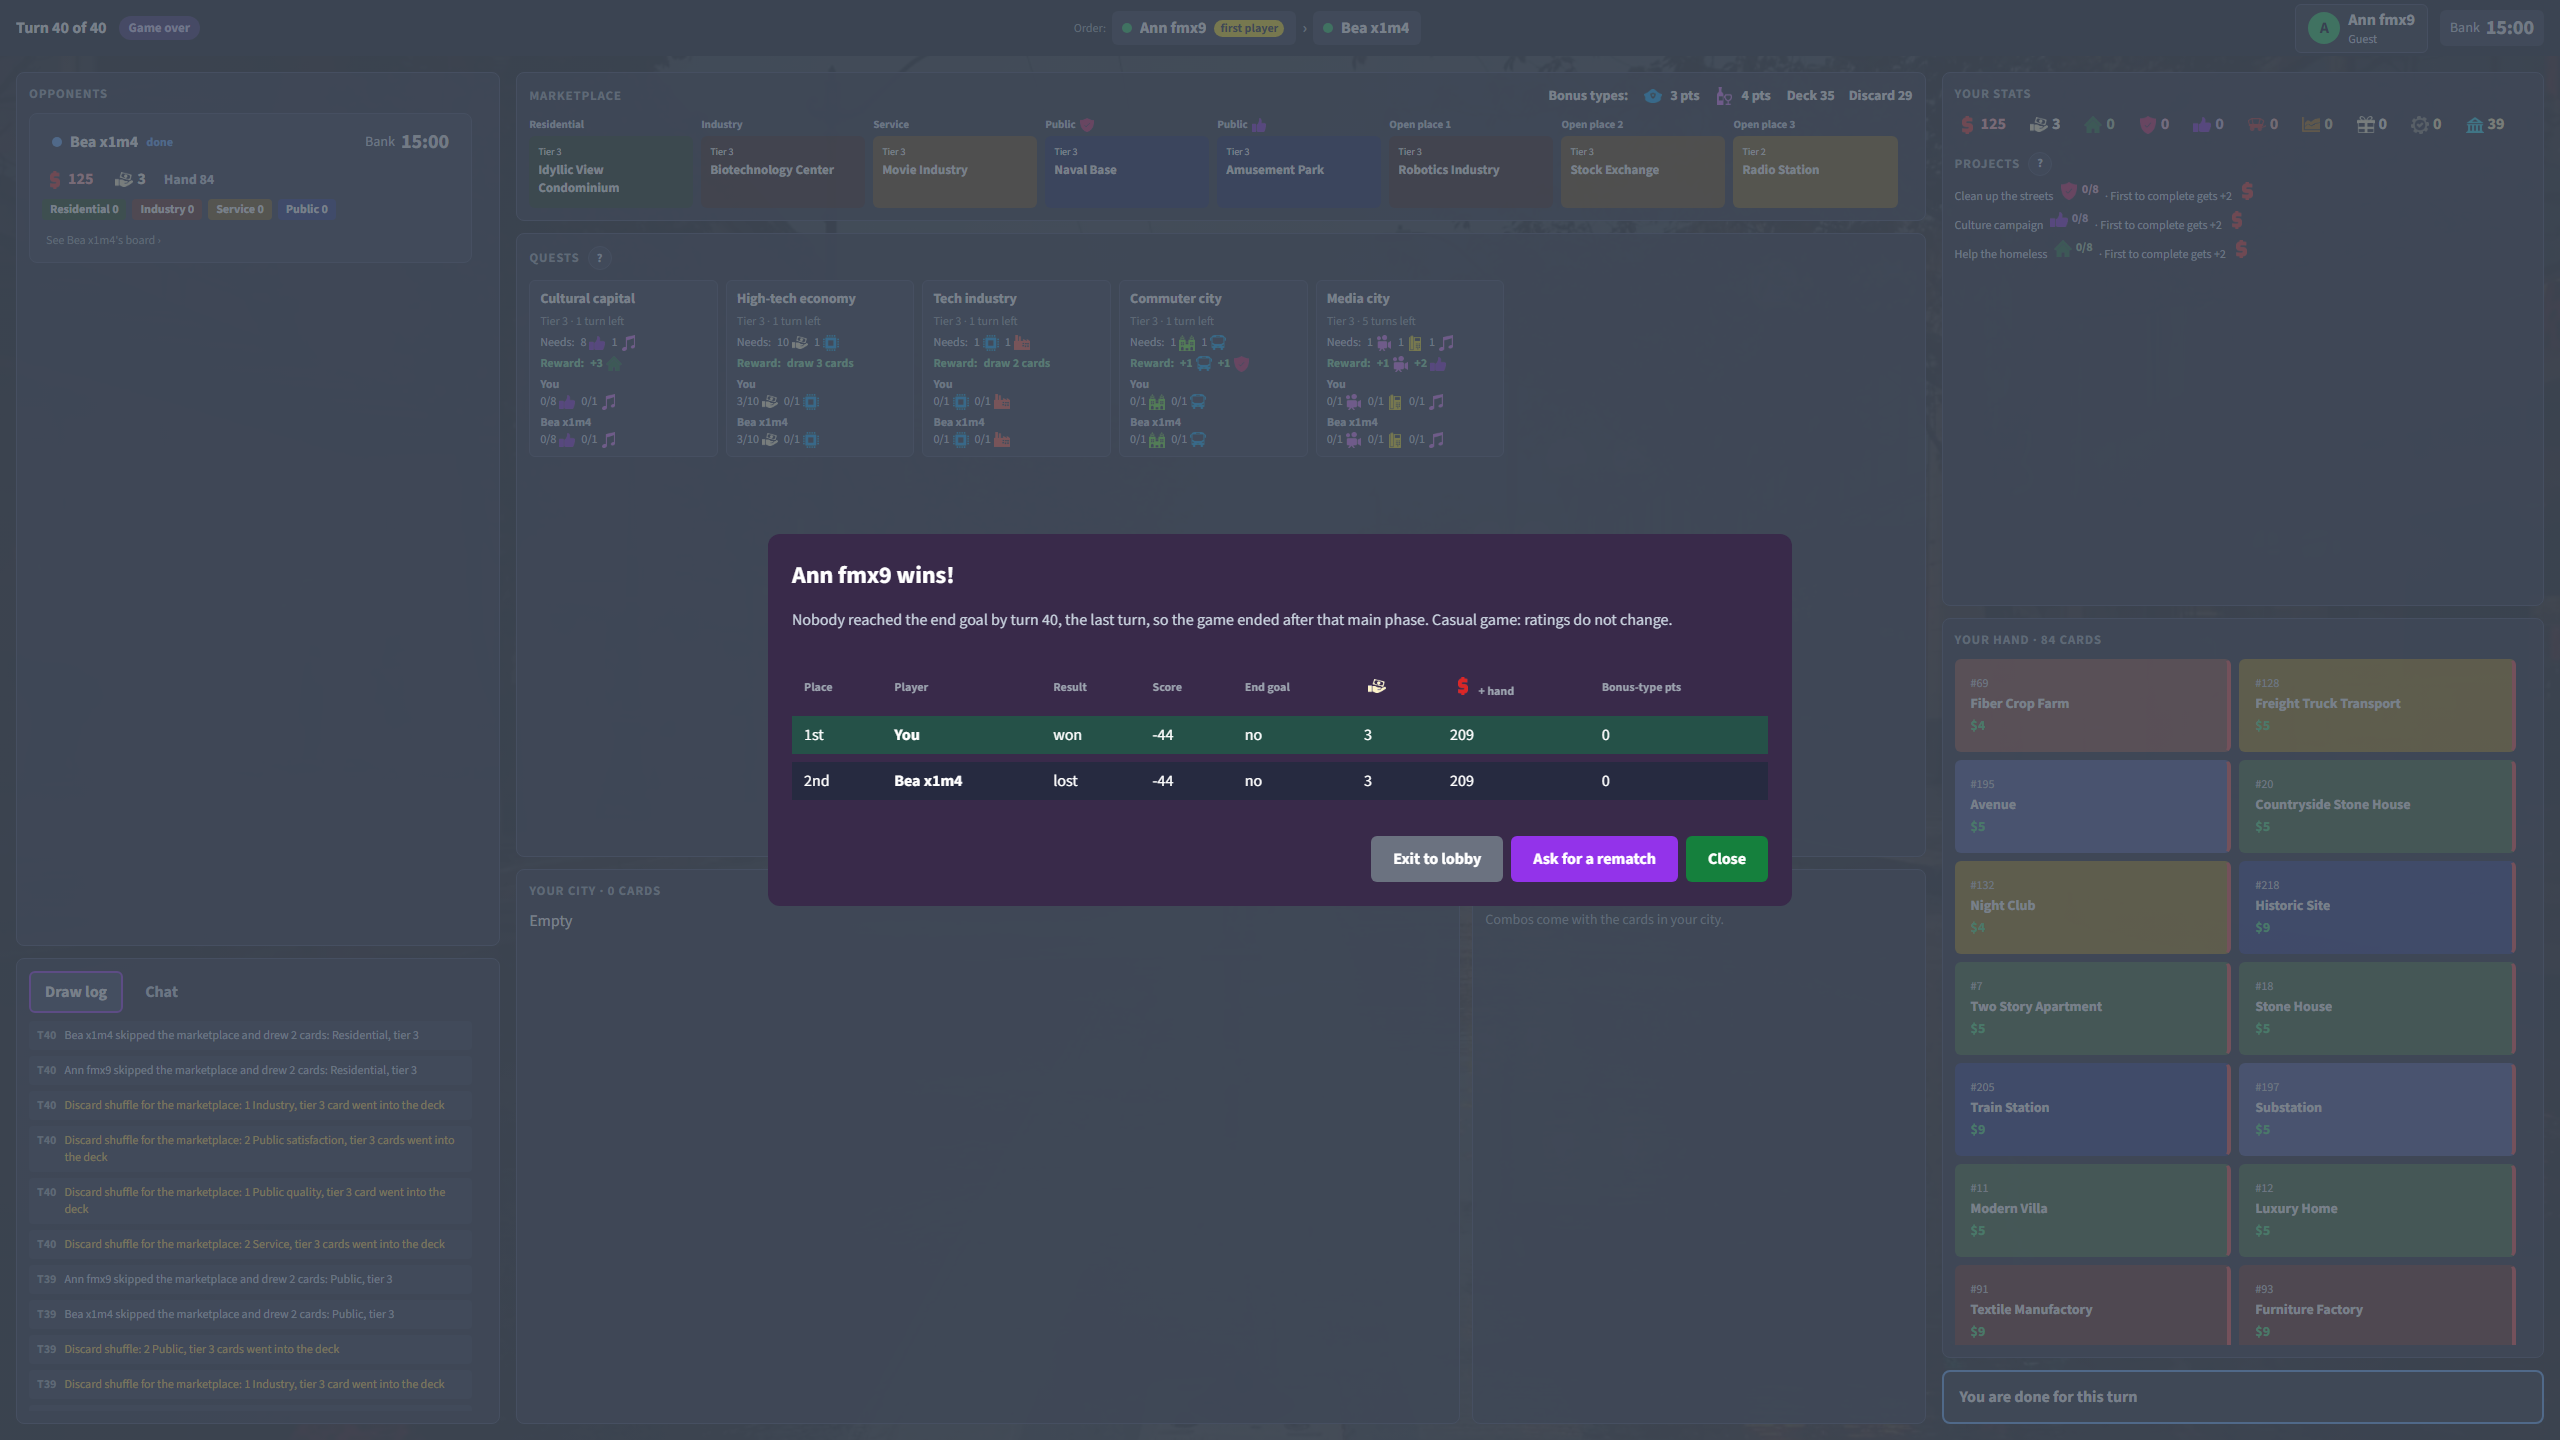 Turn 40 of 40 Game over
Order: Ann fmx9 first player › Bea x1m4
A Ann fmx9
Guest
Bank 15:00
OPPONENTS
Bea x1m4 done Bank 15:00
125 3 Hand 84
Residential 0 Industry 0 Service 0 Public 0
See Bea x1m4's board ›
MARKETPLACE
Bonus types: 3 pts 4 pts Deck 35 Discard 29
Residential Industry Service Public Public Open place 1 Open place 2 Open place 3
Tier 3
Idyllic View
Condominium
Tier 3
Biotechnology Center
Tier 3
Movie Industry
Tier 3
Naval Base
Tier 3
Amusement Park
Tier 3
Robotics Industry
Tier 3
Stock Exchange
Tier 2
Radio Station
QUESTS ?
Cultural capital
Tier 3 · 1 turn left
Needs: 8 1
Reward: +3
You
0/8 0/1
Bea x1m4
0/8 0/1
High-tech economy
Tier 3 · 1 turn left
Needs: 10 1
Reward: draw 3 cards
You
3/10 0/1
Bea x1m4
3/10 0/1
Tech industry
Tier 3 · 1 turn left
Needs: 1 1
Reward: draw 2 cards
You
0/1 0/1
Bea x1m4
0/1 0/1
Commuter city
Tier 3 · 1 turn left
Needs: 1 1
Reward: +1 +1
You
0/1 0/1
Bea x1m4
0/1 0/1
Media city
Tier 3 · 5 turns left
Needs: 1 1 1
Reward: +1 +2
You
0/1 0/1 0/1
Bea x1m4
0/1 0/1 0/1
YOUR STATS
125 3 0 0 0 0 0 0 0 39
PROJECTS ?
Clean up the streets 0/8 · First to complete gets +2
Culture campaign 0/8 · First to complete gets +2
Help the homeless 0/8 · First to complete gets +2
Ann fmx9 wins!
Nobody reached the end goal by turn 40, the last turn, so the game ended after that main phase. Casual game: ratings do not change.
Place Player Result Score End goal + hand Bonus-type pts
1st You won -44 no 3 209 0
2nd Bea x1m4 lost -44 no 3 209 0
Exit to lobby Ask for a rematch Close
YOUR CITY · 0 CARDS
Empty
Combos come with the cards in your city.
Draw log Chat
T40 Bea x1m4 skipped the marketplace and drew 2 cards: Residential, tier 3
T40 Ann fmx9 skipped the marketplace and drew 2 cards: Residential, tier 3
T40 Discard shuffle for the marketplace: 1 Industry, tier 3 card went into the deck
T40 Discard shuffle for the marketplace: 2 Public satisfaction, tier 3 cards went into
the deck
T40 Discard shuffle for the marketplace: 1 Public quality, tier 3 card went into the
deck
T40 Discard shuffle for the marketplace: 2 Service, tier 3 cards went into the deck
T39 Ann fmx9 skipped the marketplace and drew 2 cards: Public, tier 3
T39 Bea x1m4 skipped the marketplace and drew 2 cards: Public, tier 3
T39 Discard shuffle: 2 Public, tier 3 cards went into the deck
T39 Discard shuffle for the marketplace: 1 Industry, tier 3 card went into the deck
YOUR HAND · 84 CARDS
#69
Fiber Crop Farm
$4
#128
Freight Truck Transport
$5
#195
Avenue
$5
#20
Countryside Stone House
$5
#132
Night Club
$4
#218
Historic Site
$9
#7
Two Story Apartment
$5
#18
Stone House
$5
#205
Train Station
$9
#197
Substation
$5
#11
Modern Villa
$5
#12
Luxury Home
$5
#91
Textile Manufactory
$9
#93
Furniture Factory
$9
You are done for this turn